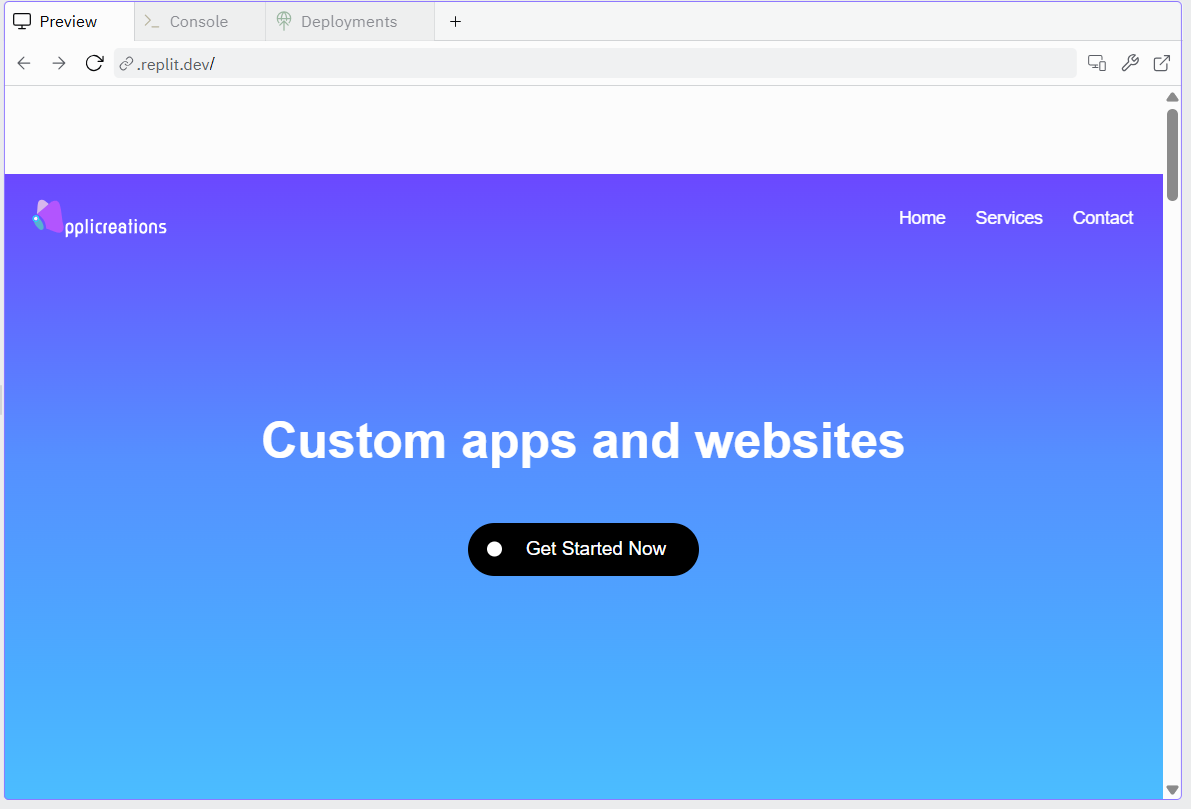 Preview Console Deployments
.replit.dev/
pplicreations Home Services Contact
Custom apps and websites
Get Started Now